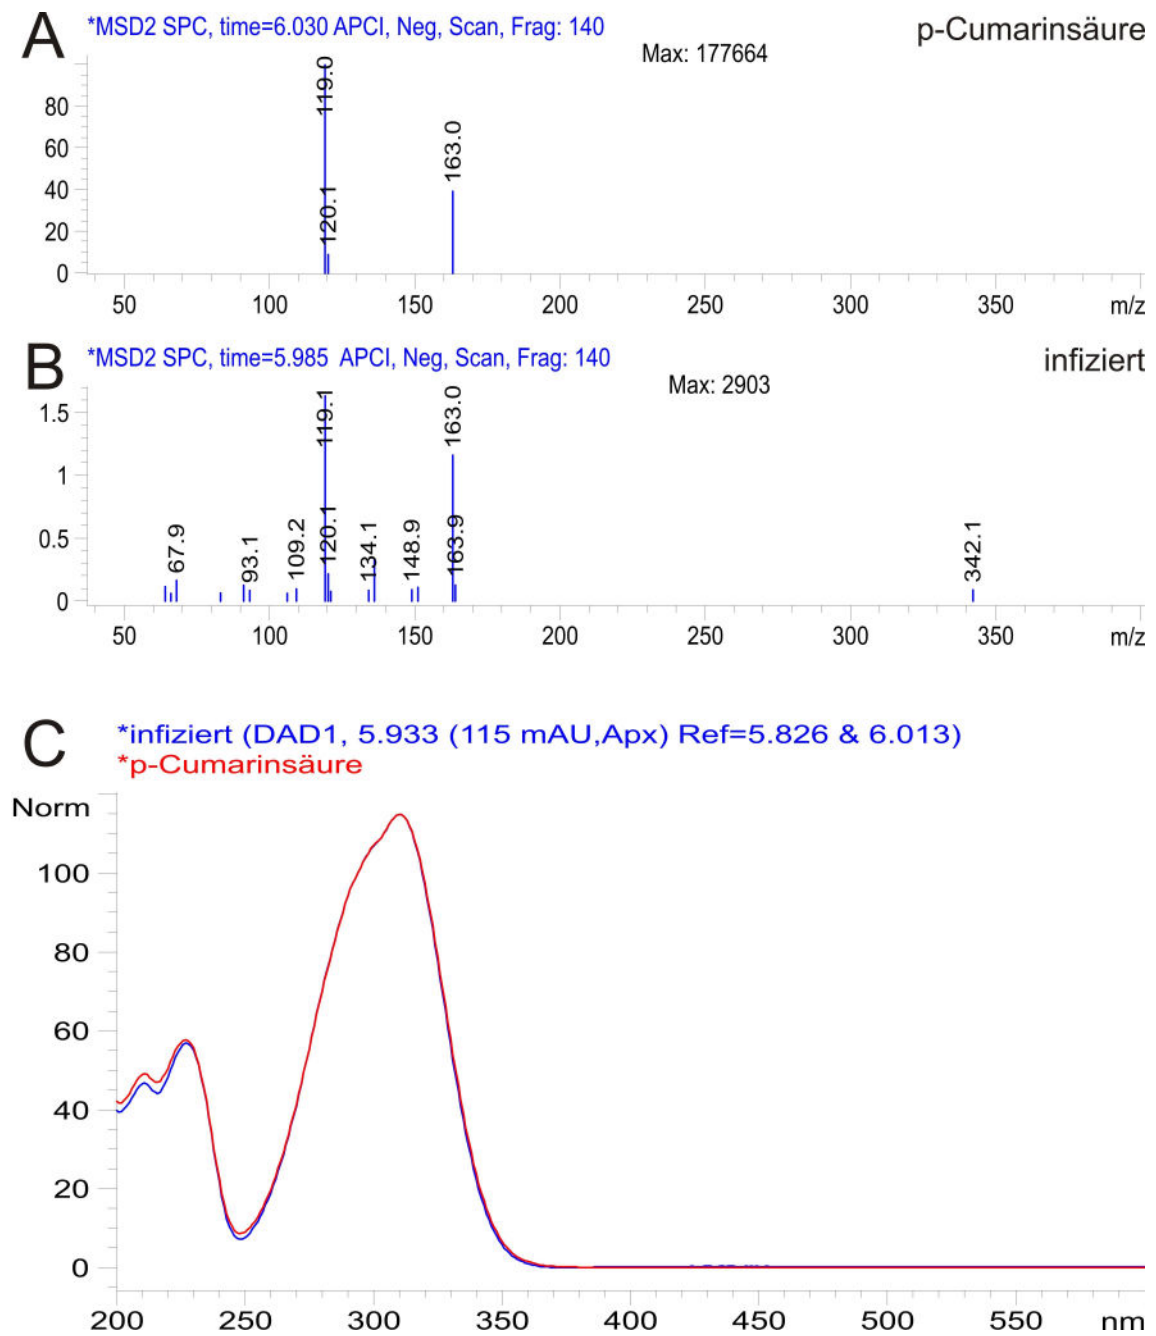 A
*MSD2 SPC, time=6.030 APCI, Neg, Scan, Frag: 140
p-Cumarinsäure
Max: 177664
119.0
120.1
163.0
80
60
40
20
0
50 100 150 200 250 300 350 m/z
B
*MSD2 SPC, time=5.985 APCI, Neg, Scan, Frag: 140
infiziert
Max: 2903
1.5
1
0.5
0
67.9
93.1
109.2
119.1
120.1
134.1
148.9
163.0
163.9
342.1
50 100 150 200 250 300 350 m/z
C
*infiziert (DAD1, 5.933 (115 mAU,Apx) Ref=5.826 & 6.013)
*p-Cumarinsäure
Norm
100
80
60
40
20
0
200 250 300 350 400 450 500 550 nm